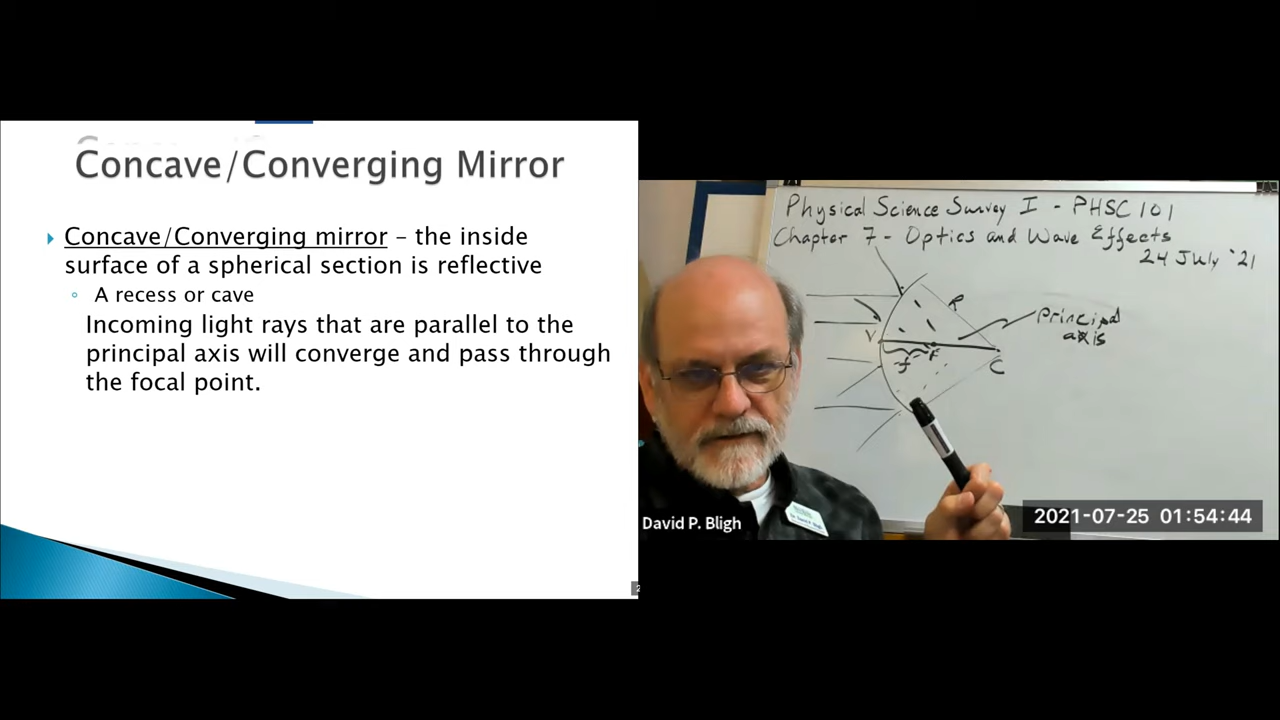 Concave/Converging Mirror
Concave/Converging mirror – the inside
surface of a spherical section is reflective
A recess or cave
Incoming light rays that are parallel to the
principal axis will converge and pass through
the focal point.
Physical Science Survey I - PHSC 101
Chapter 7 - Optics and Wave Effects
24 July '21
R
Principal
axis
V
F
f
C
David P. Bligh
2021-07-25 01:54:44